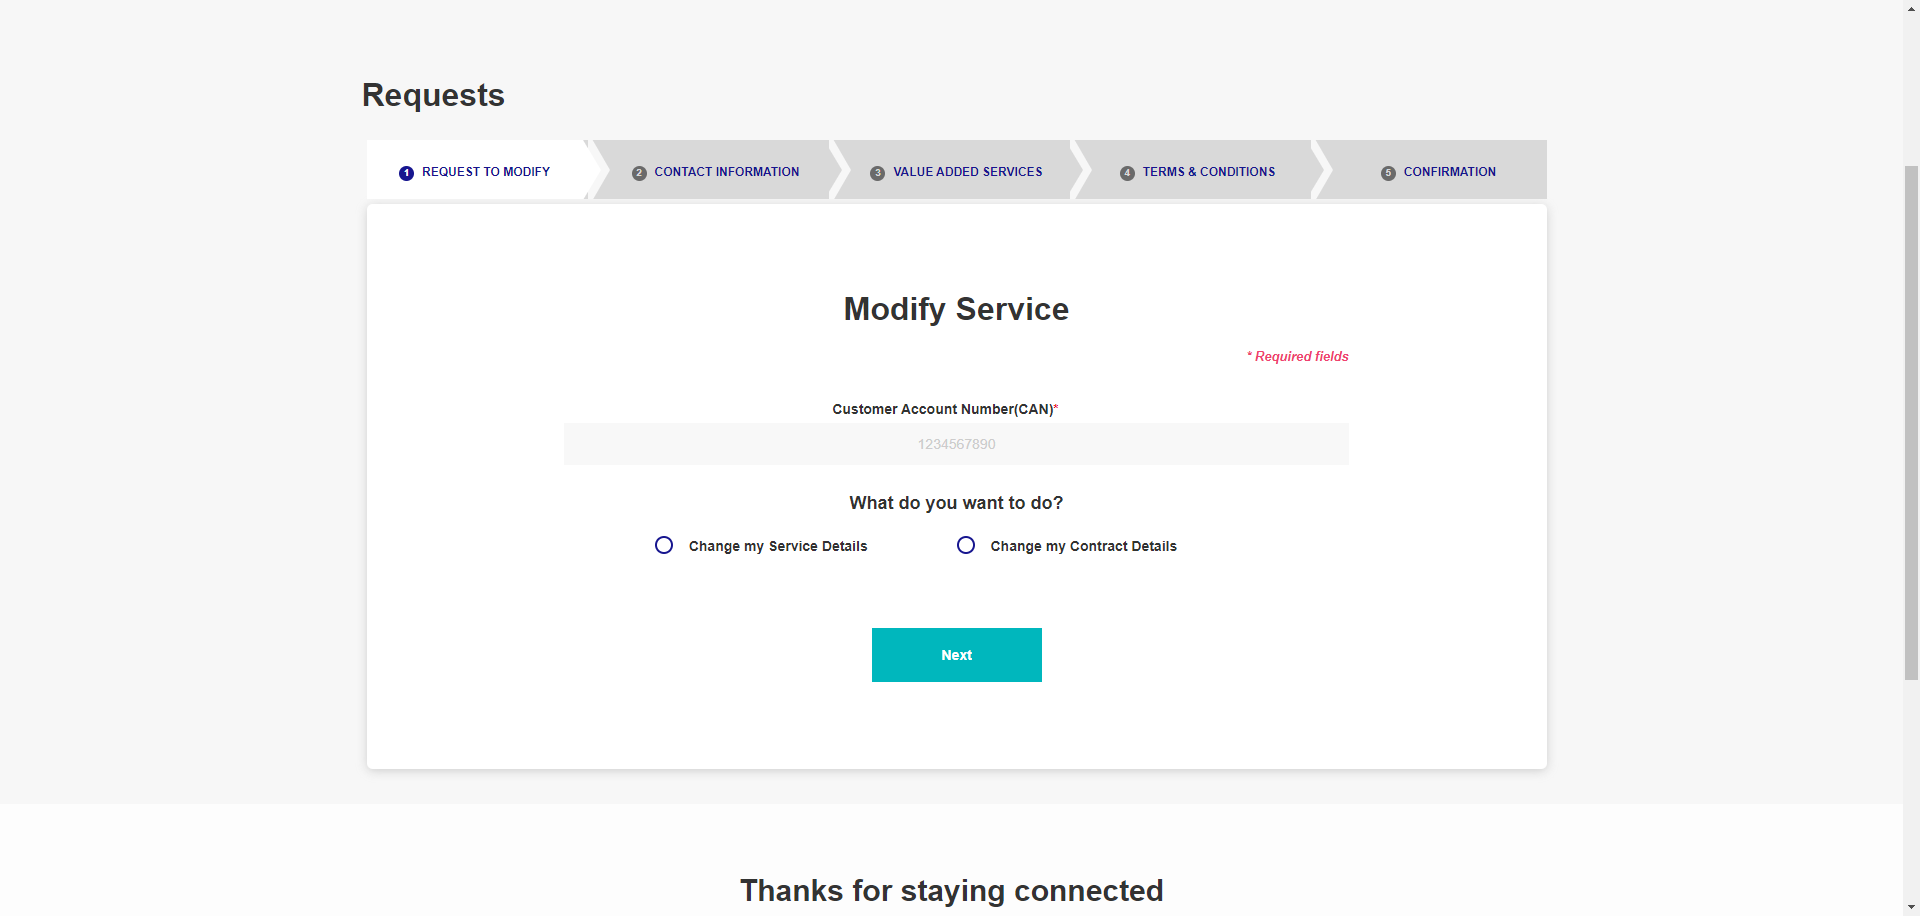 Requests
1 REQUEST TO MODIFY
2 CONTACT INFORMATION
3 VALUE ADDED SERVICES
4 TERMS & CONDITIONS
5 CONFIRMATION
Modify Service
* Required fields
Customer Account Number(CAN)*
1234567890
What do you want to do?
Change my Service Details
Change my Contract Details
Next
Thanks for staying connected